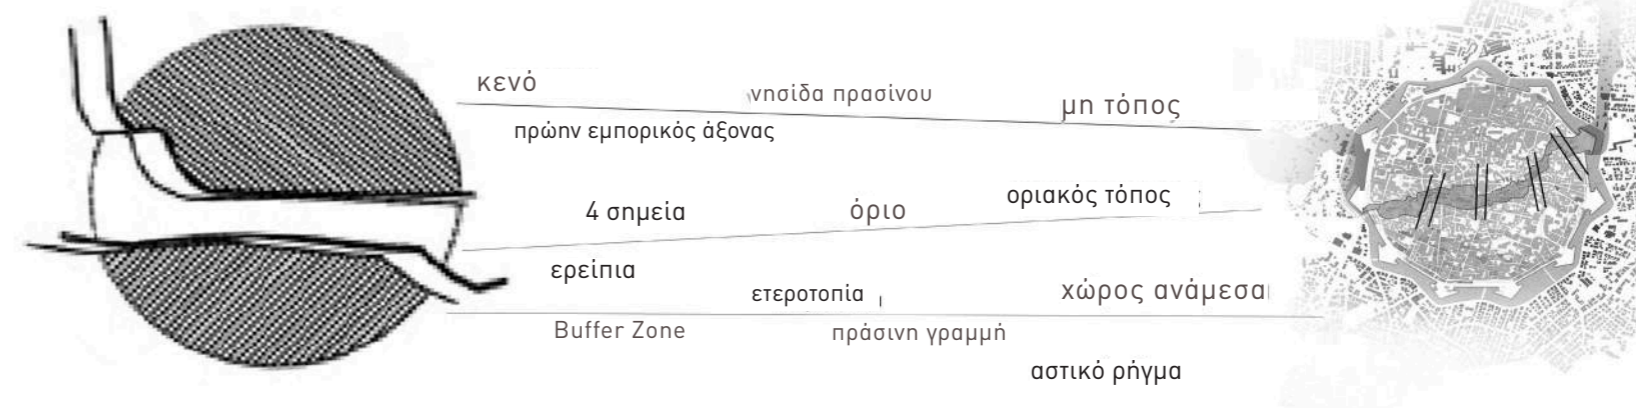 κενό
νησίδα πρασίνου
μη τόπος
πρώην εμπορικός άξονας
4 σημεία
όριο
οριακός τόπος
ερείπια
ετεροτοπία
χώρος ανάμεσα
Buffer Zone
πράσινη γραμμή
αστικό ρήγμα